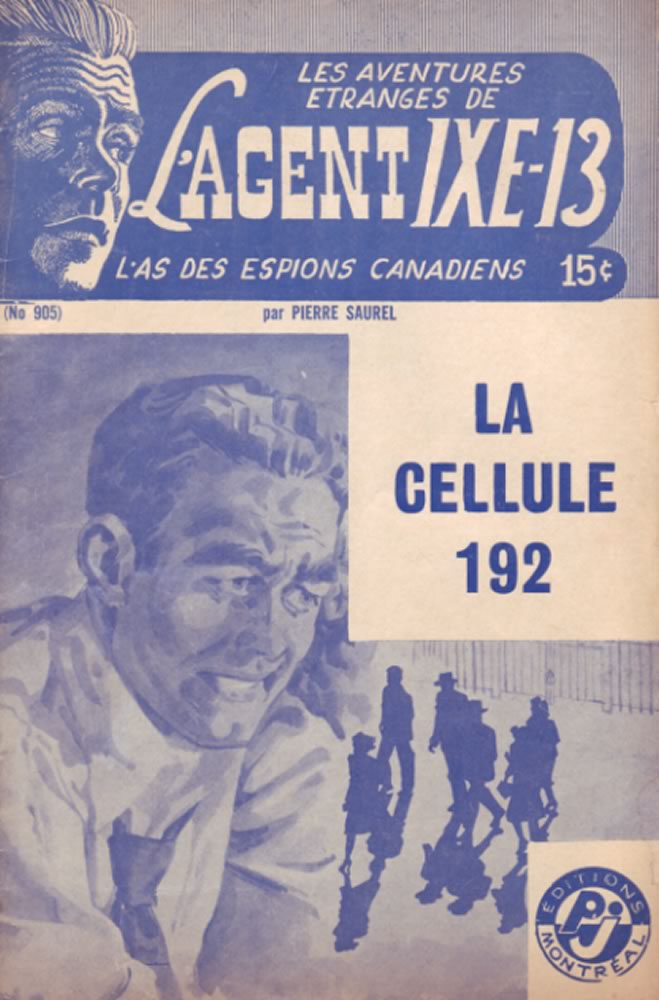 LES AVENTURES
ETRANGES DE
L'AGENT IXE-13
L'AS DES ESPIONS CANADIENS 15¢
(No 905) par PIERRE SAUREL
LA
CELLULE
192
EDITIONS
PJ
MONTRÉAL